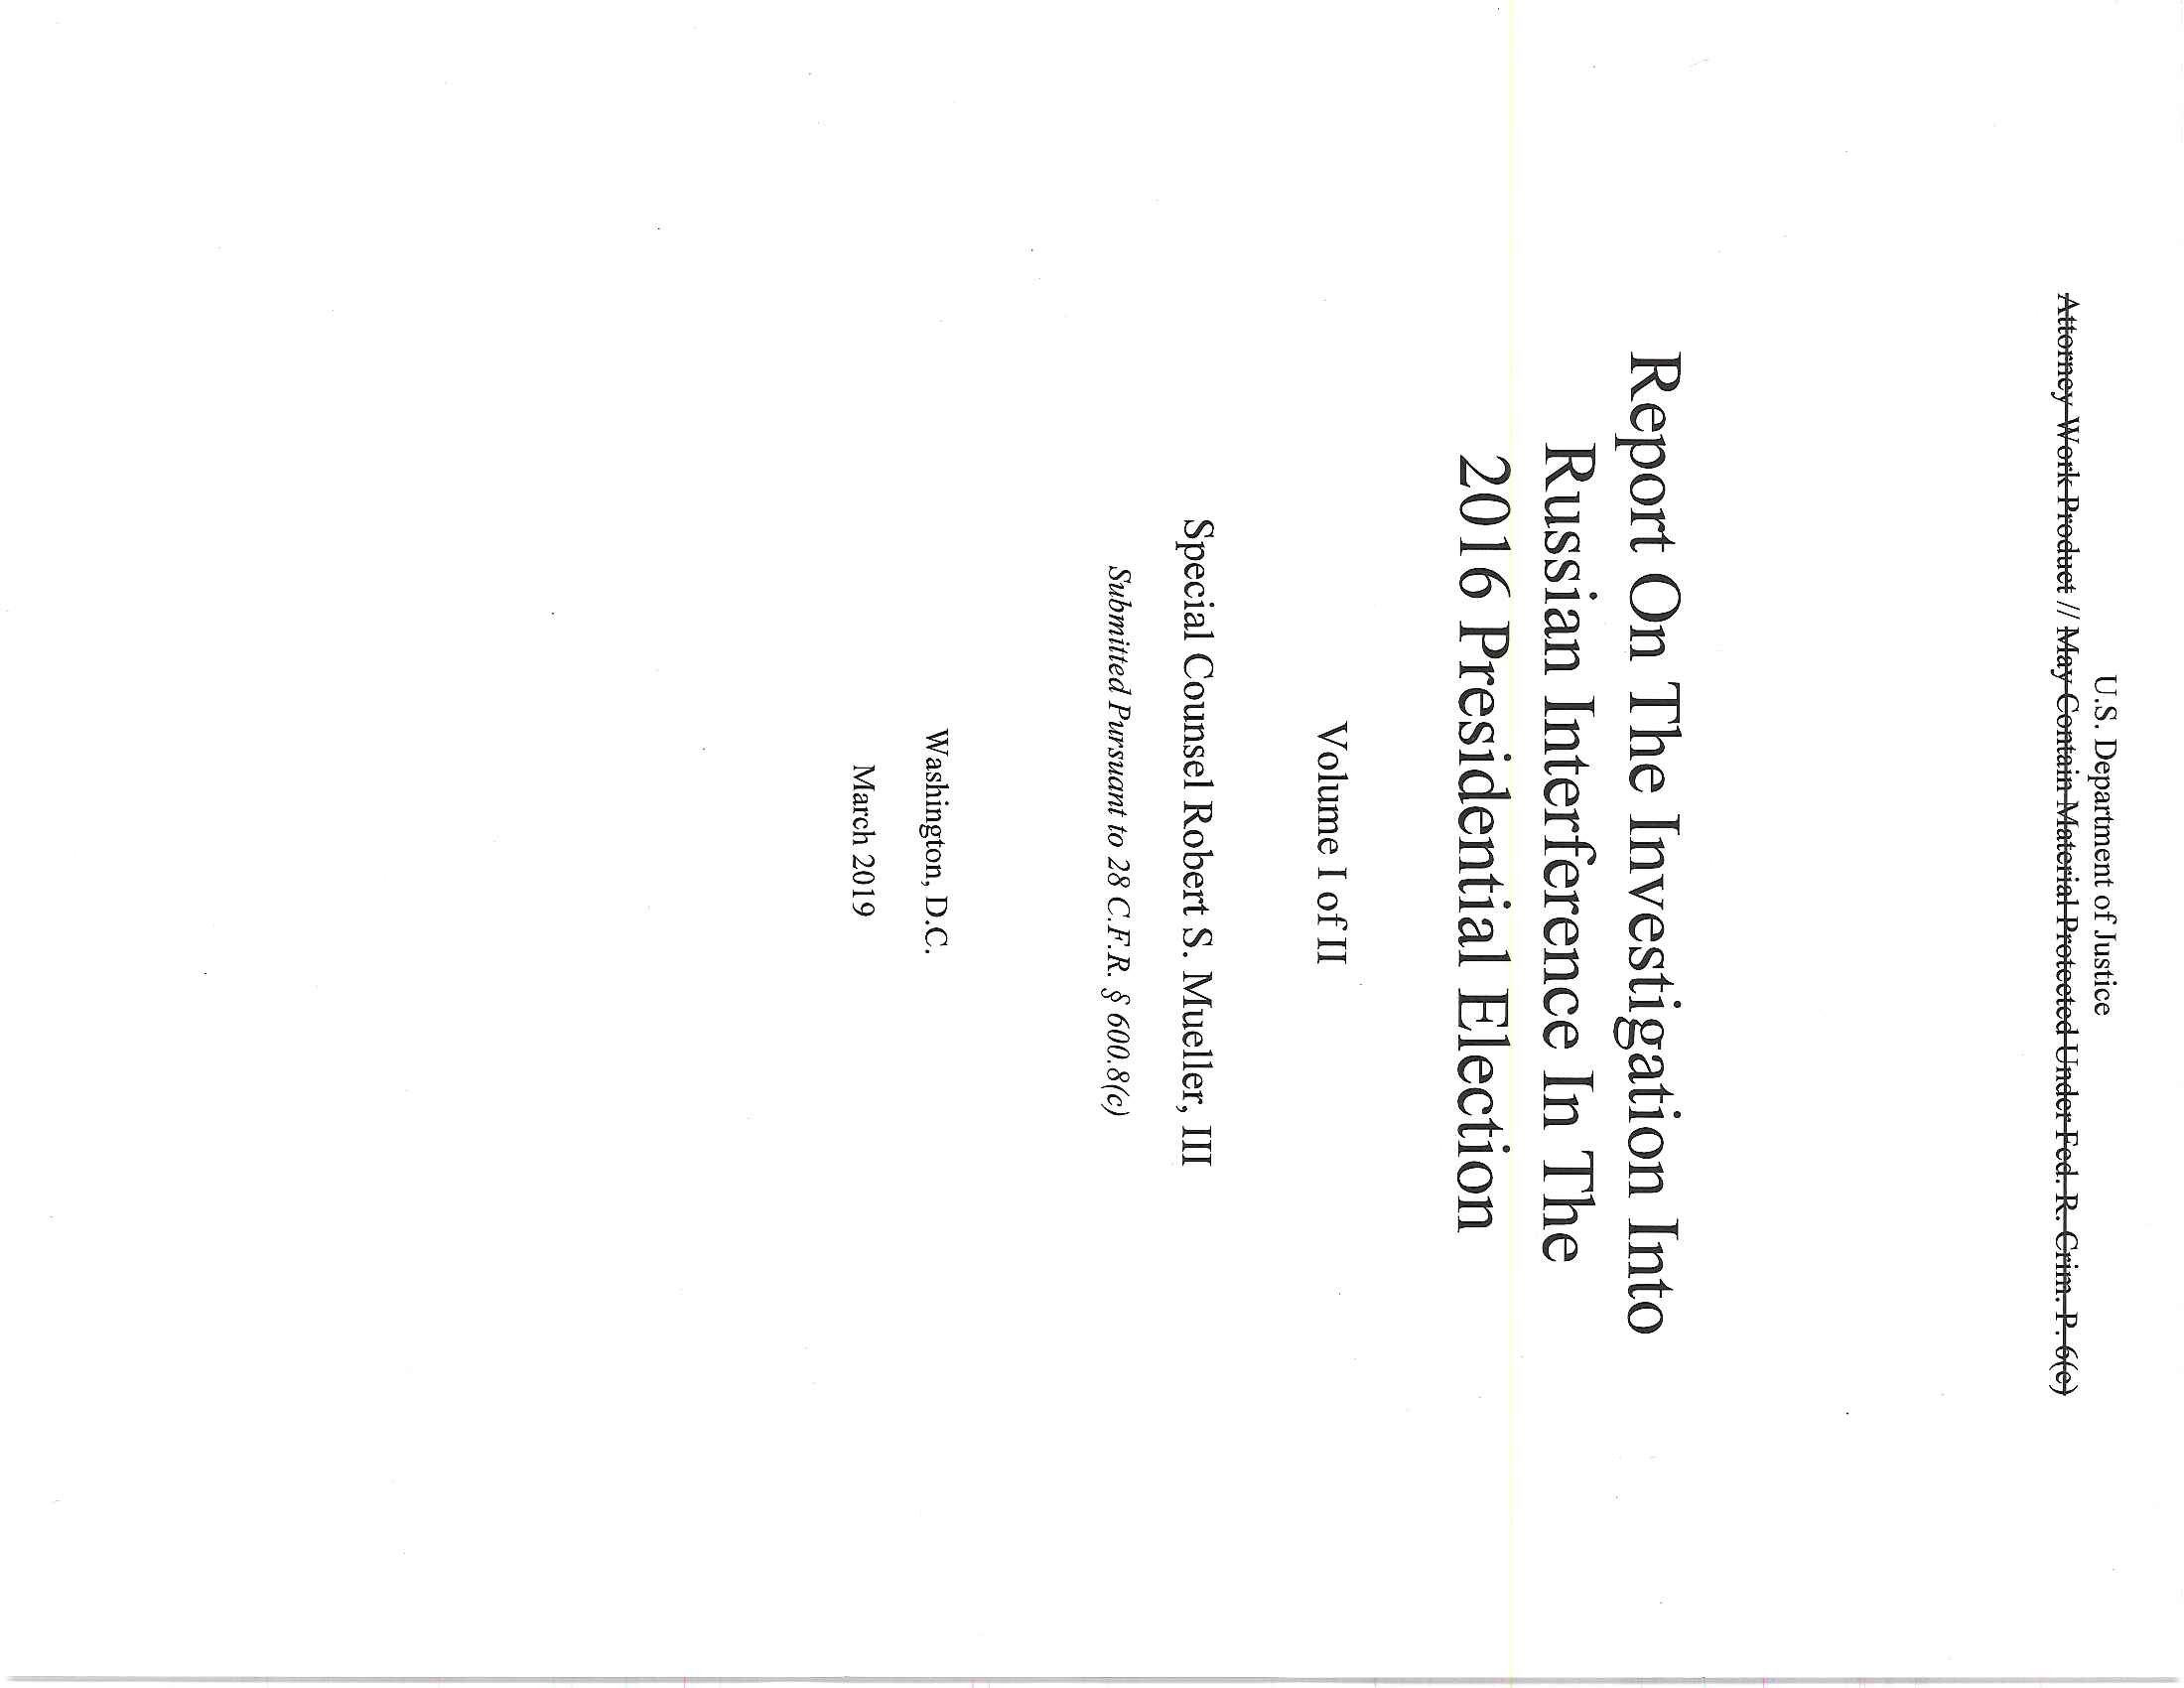 U.S. Department of Justice
Attorney Work Product // May Contain Material Protected Under Fed. R. Crim. P. 6(e)
Report On The Investigation Into
Russian Interference In The
2016 Presidential Election
Volume I of II
Special Counsel Robert S. Mueller, III
Submitted Pursuant to 28 C.F.R. § 600.8(c)
Washington, D.C.
March 2019